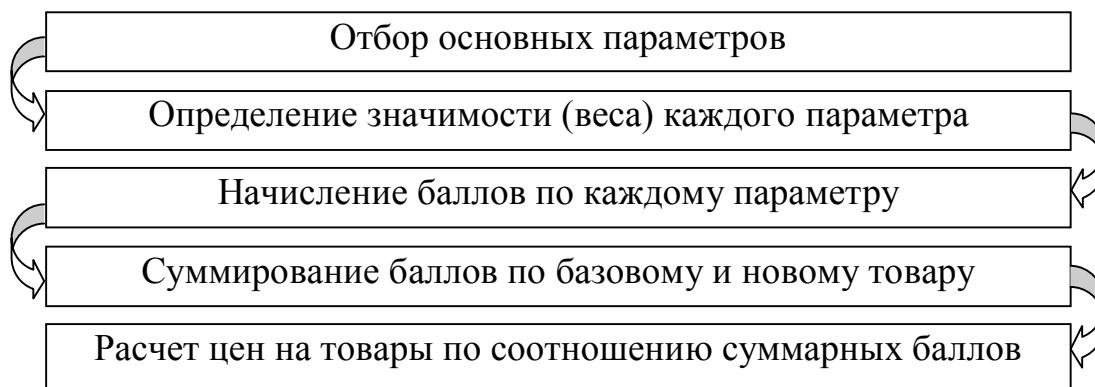 Отбор основных параметров
Определение значимости (веса) каждого параметра
Начисление баллов по каждому параметру
Суммирование баллов по базовому и новому товару
Расчет цен на товары по соотношению суммарных баллов